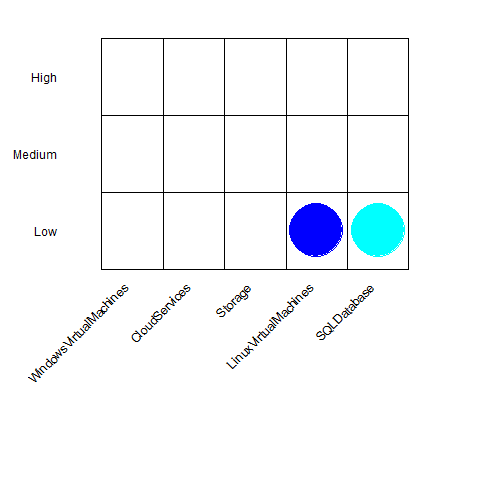 High
Medium
Low
WindowsVirtualMachines
CloudServices
Storage
LinuxVirtualMachines
SQLDatabase